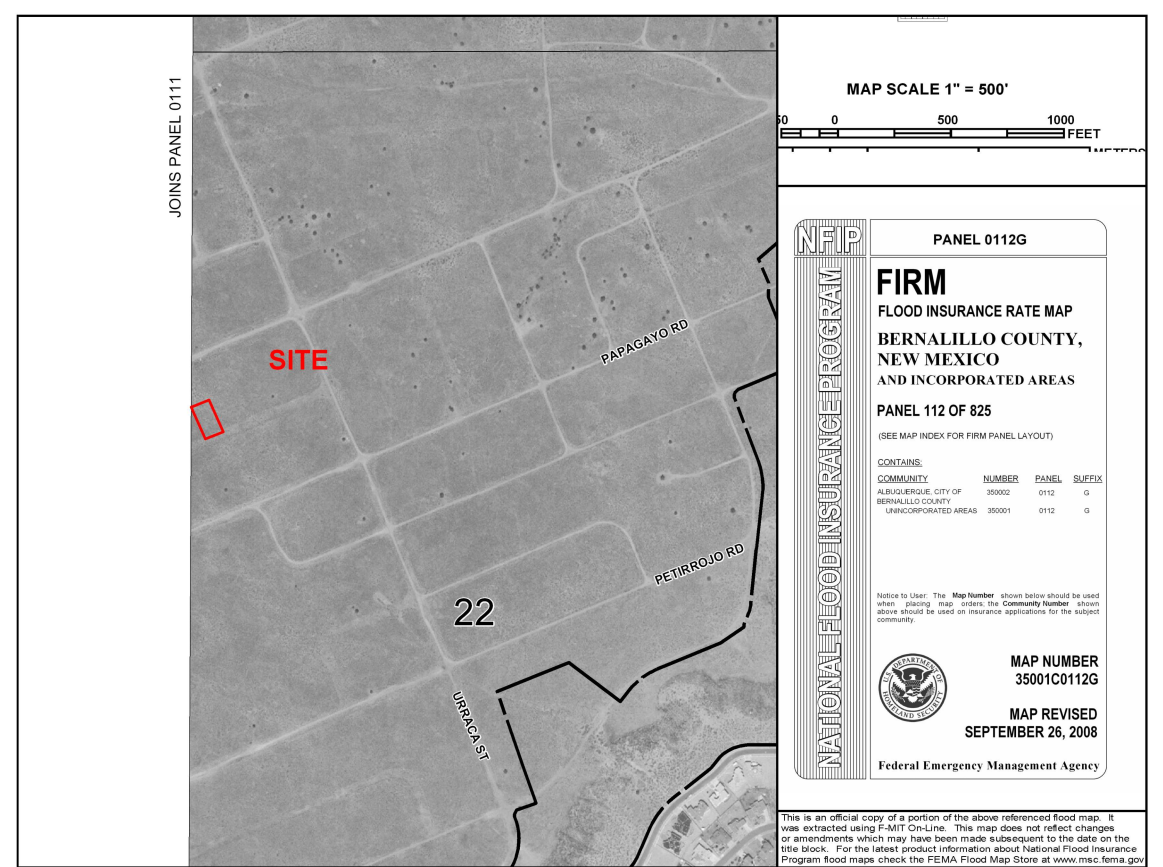 JOINS PANEL 0111
SITE
PAPAGAYO RD
PETIRROJO RD
22
URRACA ST
MAP SCALE 1" = 500'
0 500 1000
FEET
NFIP
NATIONAL FLOOD INSURANCE PROGRAM
PANEL 0112G
FIRM
FLOOD INSURANCE RATE MAP
BERNALILLO COUNTY,
NEW MEXICO
AND INCORPORATED AREAS
PANEL 112 OF 825
(SEE MAP INDEX FOR FIRM PANEL LAYOUT)
CONTAINS:
COMMUNITY NUMBER PANEL SUFFIX
ALBUQUERQUE, CITY OF 350002 0112 G
BERNALILLO COUNTY
UNINCORPORATED AREAS 350001 0112 G
Notice to User: The Map Number shown below should be used
when placing map orders; the Community Number shown
above should be used on insurance applications for the subject
community.
U.S. DEPARTMENT OF
HOMELAND SECURITY
MAP NUMBER
35001C0112G
MAP REVISED
SEPTEMBER 26, 2008
Federal Emergency Management Agency
This is an official copy of a portion of the above referenced flood map. It
was extracted using F-MIT On-Line. This map does not reflect changes
or amendments which may have been made subsequent to the date on the
title block. For the latest product information about National Flood Insurance
Program flood maps check the FEMA Flood Map Store at www.msc.fema.gov